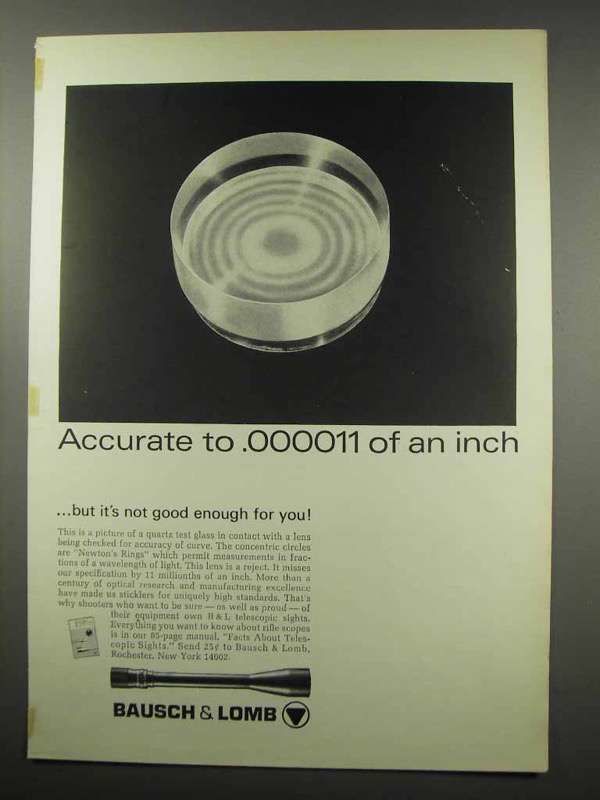 Accurate to .000011 of an inch
...but it's not good enough for you!
This is a picture of a quartz test glass in contact with a lens
being checked for accuracy of curve. The concentric circles
are "Newton's Rings" which permit measurements in frac-
tions of a wavelength of light. This lens is a reject. It misses
our specification by 11 millionths of an inch. More than a
century of optical research and manufacturing excellence
have made us sticklers for uniquely high standards. That's
why shooters who want to be sure — as well as proud — of
their equipment own B & L telescopic sights.
Everything you want to know about rifle scopes
is in our 85-page manual, "Facts About Teles-
copic Sights." Send 25¢ to Bausch & Lomb,
Rochester, New York 14602.
BAUSCH & LOMB